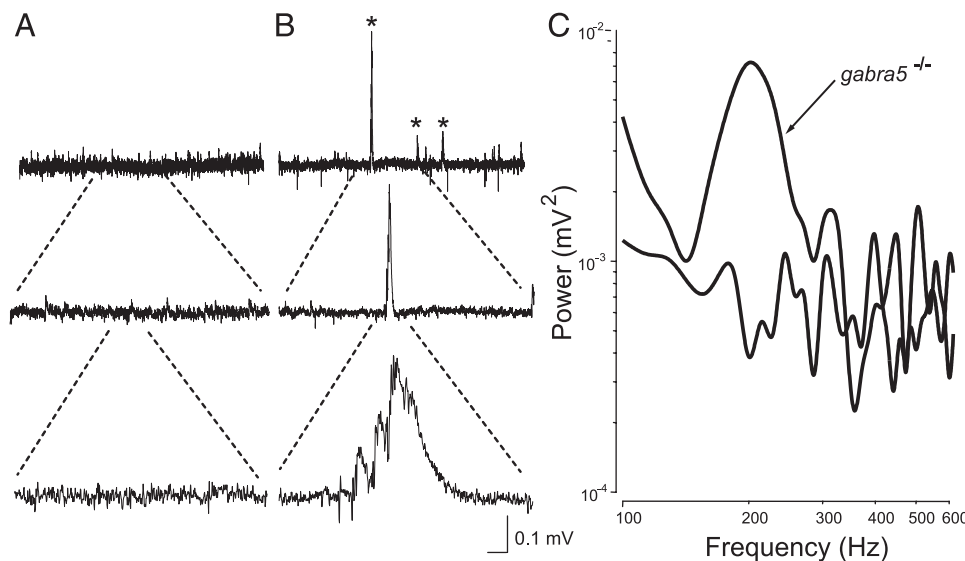 A
B
C
*
*
*
0.1 mV
gabra5 -/-
Power (mV2)
10-2
10-3
10-4
100
200
300
400
500
600
Frequency (Hz)